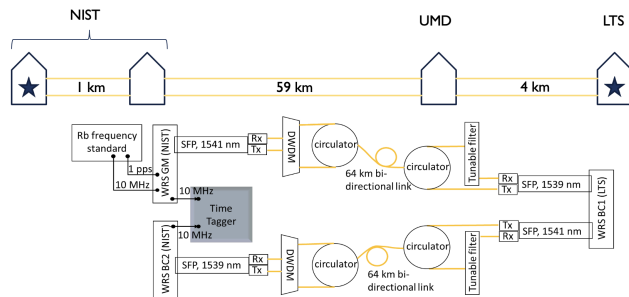 NIST
UMD
LTS
1 km
59 km
4 km
Rb frequency
standard
1 pps
10 MHz
WRS GM (NIST)
SFP, 1541 nm
Rx
Tx
DWDM
circulator
64 km bi-
directional link
circulator
Tunable filter
Rx
Tx
SFP, 1539 nm
WRS BC1 (LTS)
10 MHz
Time
Tagger
10 MHz
WRS BC2 (NIST)
SFP, 1539 nm
Rx
Tx
DWDM
circulator
64 km bi-
directional link
circulator
Tunable filter
Tx
Rx
SFP, 1541 nm